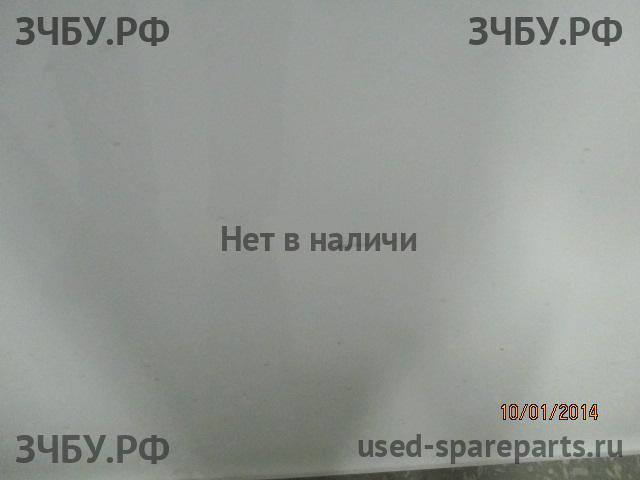 ЗЧБУ.РФ ЗЧБУ.РФ
Нет в наличи
10/01/2014
ЗЧБУ.РФ used-spareparts.ru